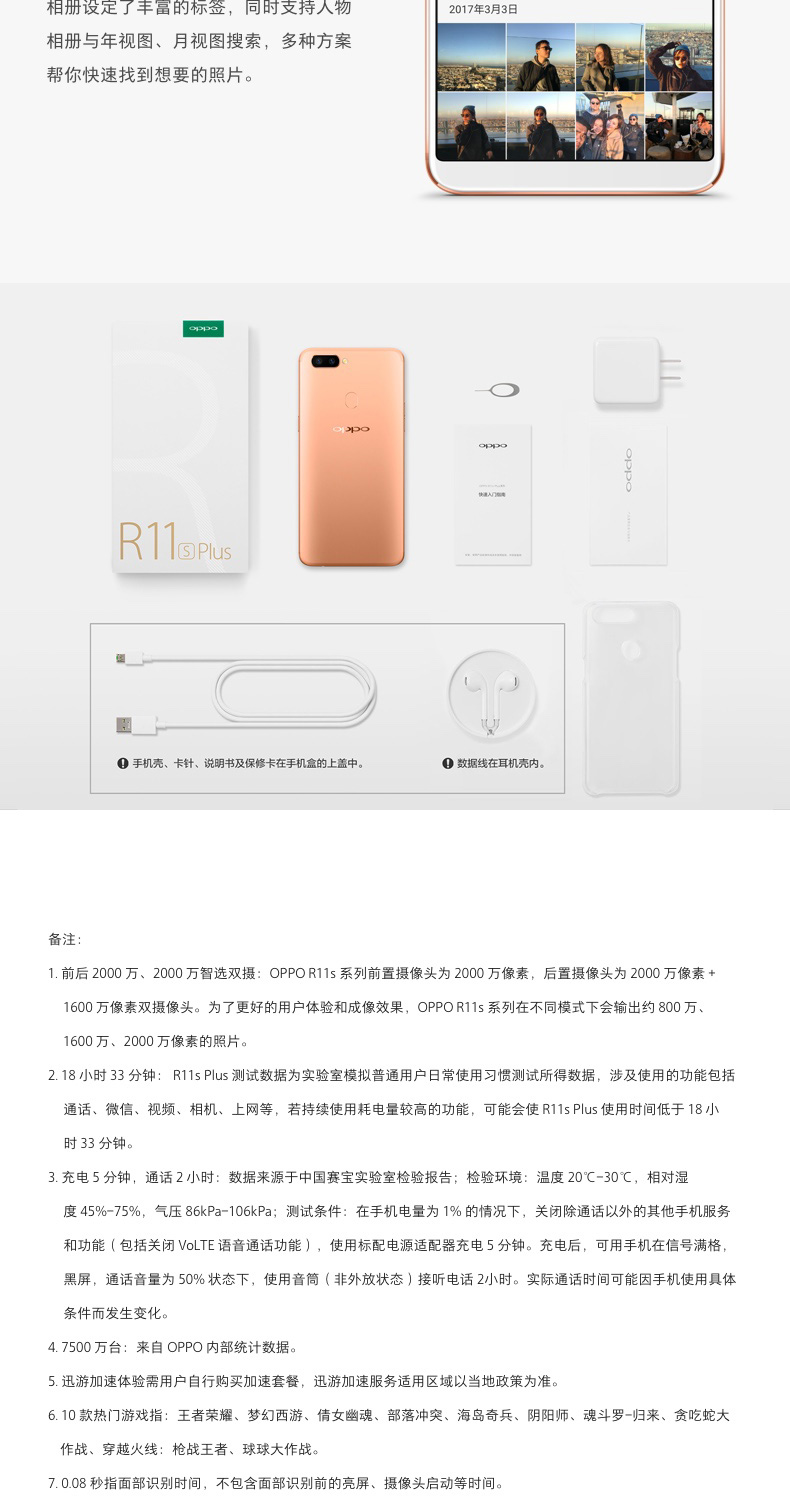 相册设定了丰富的标签，同时支持人物
相册与年视图、月视图搜索，多种方案
帮你快速找到想要的照片。
2017年3月3日
oppo
oppo
oppo
oppo
快速入门指南
R11 S Plus
手机壳、卡针、说明书及保修卡在手机盒的上盖中。
数据线在耳机壳内。
备注：
1. 前后 2000 万、2000 万智选双摄：OPPO R11s 系列前置摄像头为 2000 万像素，后置摄像头为 2000 万像素 +
1600 万像素双摄像头。为了更好的用户体验和成像效果，OPPO R11s 系列在不同模式下会输出约 800 万、
1600 万、2000 万像素的照片。
2. 18 小时 33 分钟： R11s Plus 测试数据为实验室模拟普通用户日常使用习惯测试所得数据，涉及使用的功能包括
通话、微信、视频、相机、上网等，若持续使用耗电量较高的功能，可能会使 R11s Plus 使用时间低于 18 小
时 33 分钟。
3. 充电 5 分钟，通话 2 小时：数据来源于中国赛宝实验室检验报告；检验环境：温度 20℃-30℃，相对湿
度 45%-75%，气压 86kPa-106kPa；测试条件：在手机电量为 1% 的情况下，关闭除通话以外的其他手机服务
和功能（包括关闭 VoLTE 语音通话功能），使用标配电源适配器充电 5 分钟。充电后，可用手机在信号满格，
黑屏，通话音量为 50% 状态下，使用音筒（非外放状态）接听电话 2小时。实际通话时间可能因手机使用具体
条件而发生变化。
4. 7500 万台：来自 OPPO 内部统计数据。
5. 迅游加速体验需用户自行购买加速套餐，迅游加速服务适用区域以当地政策为准。
6. 10 款热门游戏指：王者荣耀、梦幻西游、倩女幽魂、部落冲突、海岛奇兵、阴阳师、魂斗罗-归来、贪吃蛇大
作战、穿越火线：枪战王者、球球大作战。
7. 0.08 秒指面部识别时间，不包含面部识别前的亮屏、摄像头启动等时间。